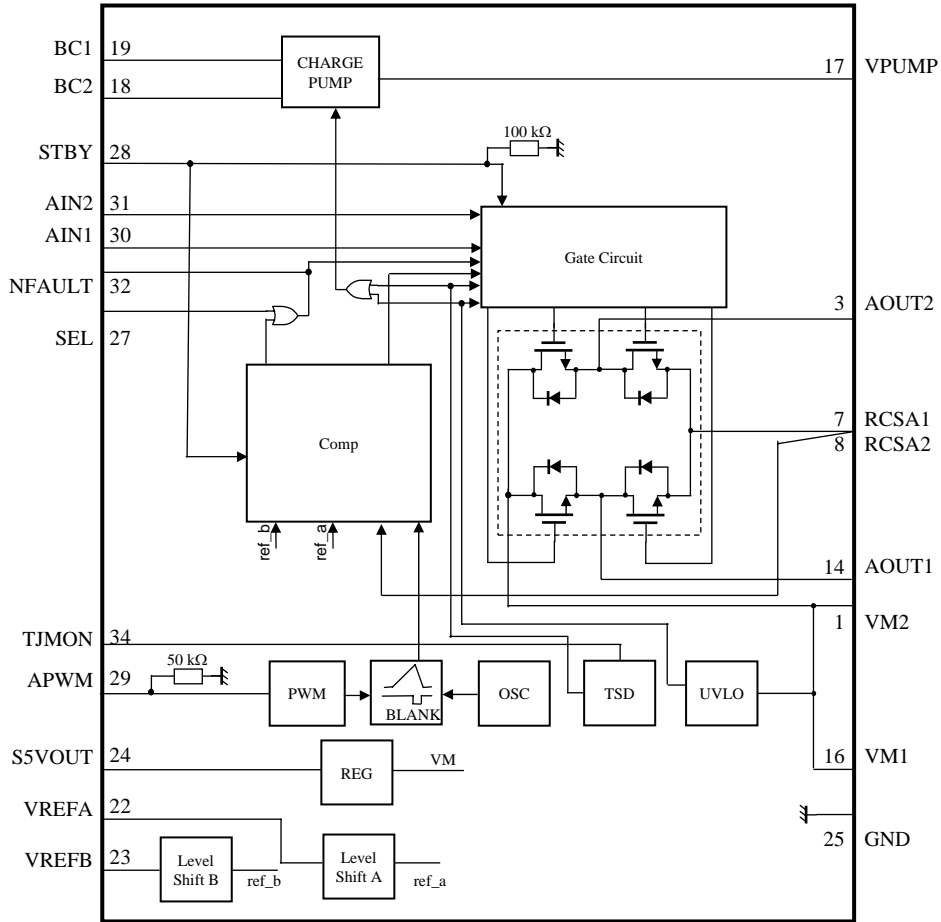 BC1 19
BC2 18
CHARGE
PUMP
17 VPUMP
STBY 28
100 kΩ
AIN2 31
AIN1 30
NFAULT 32
SEL 27
Gate Circuit
3 AOUT2
Comp
ref_b
ref_a
7 RCSA1
8 RCSA2
14 AOUT1
1 VM2
TJMON 34
APWM 29
50 kΩ
PWM
BLANK
OSC
TSD
UVLO
S5VOUT 24
REG
VM
16 VM1
VREFA 22
VREFB 23
Level
Shift B
ref_b
Level
Shift A
ref_a
25 GND